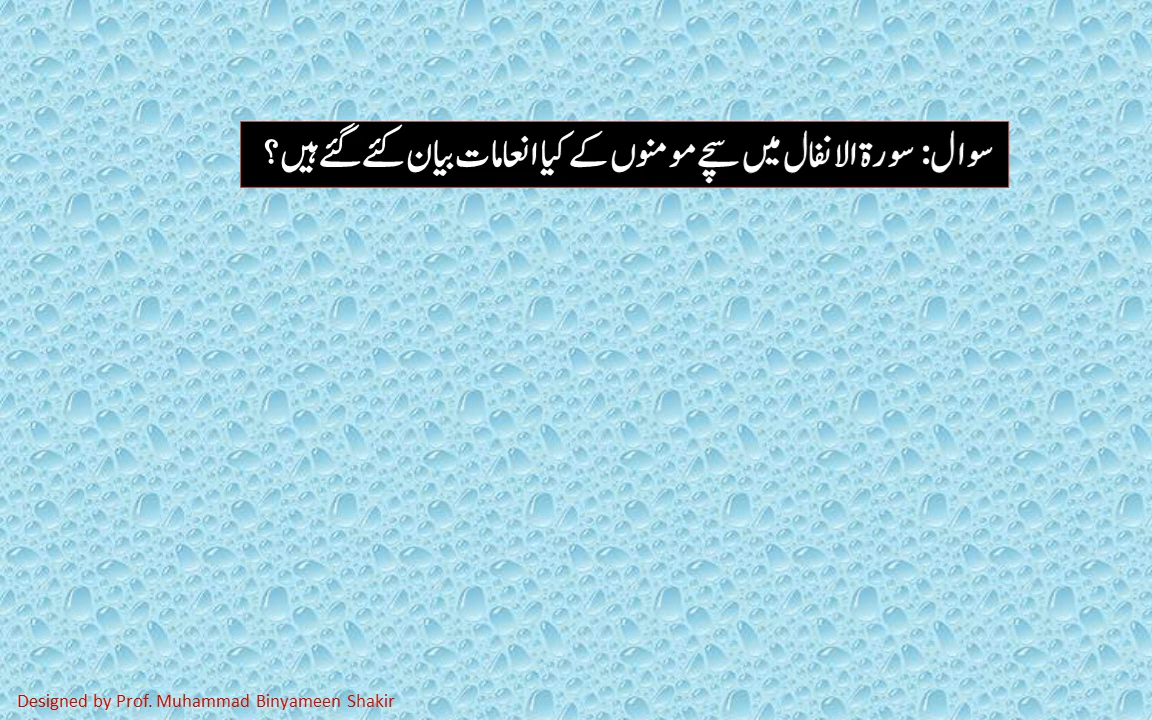 سوال: سورۃ الانفال میں سچے مومنوں کے کیا انعامات بیان کئے گئے ہیں؟
Designed by Prof. Muhammad Binyameen Shakir